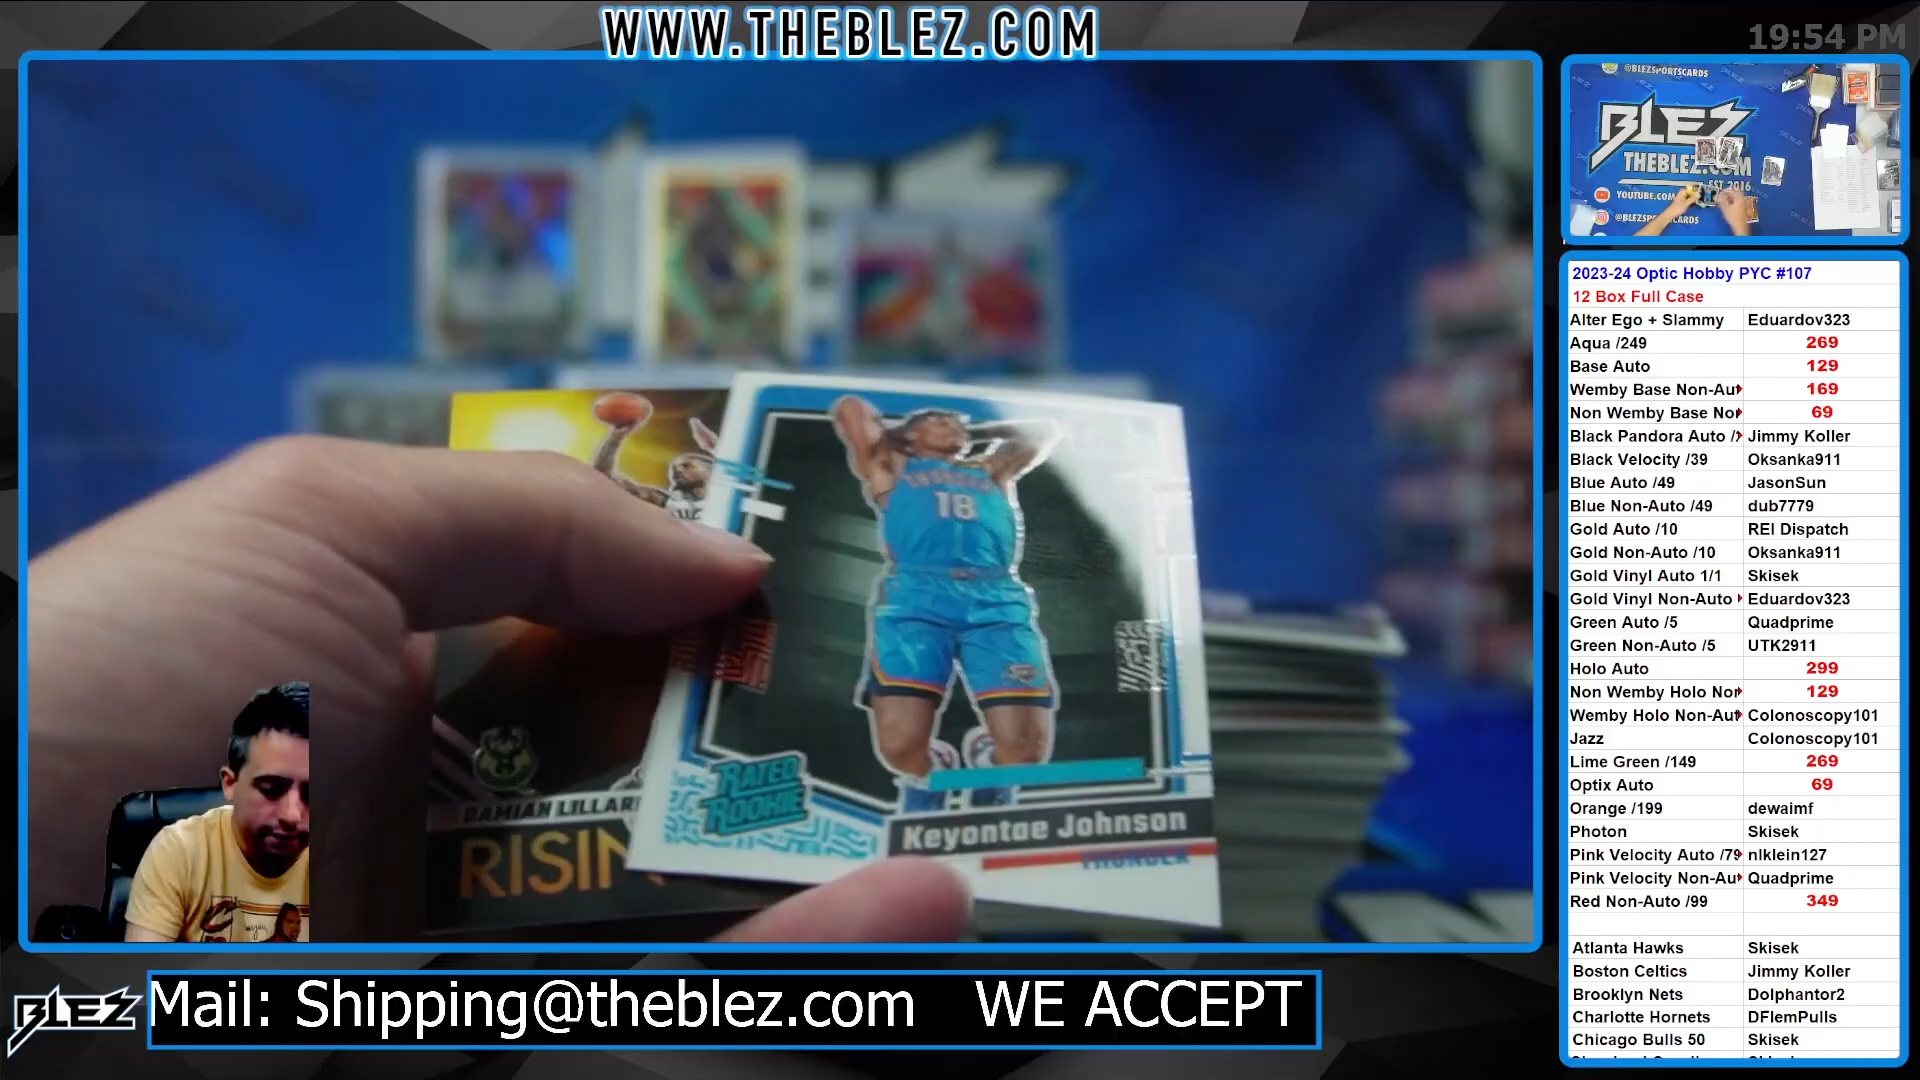 WWW.THEBLEZ.COM
19:54 PM
@BLEZSPORTSCARDS
BLEZ
THEBLEZ.COM
EST 2016
YOUTUBE.COM
2023-24 Optic Hobby PYC #107
12 Box Full Case
Alter Ego + Slammy Eduardov323
Aqua /249 269
Base Auto 129
Wemby Base Non-Au 169
Non Wemby Base No 69
Black Pandora Auto / Jimmy Koller
Black Velocity /39 Oksanka911
Blue Auto /49 JasonSun
Blue Non-Auto /49 dub7779
Gold Auto /10 REI Dispatch
Gold Non-Auto /10 Oksanka911
Gold Vinyl Auto 1/1 Skisek
Gold Vinyl Non-Auto Eduardov323
Green Auto /5 Quadprime
Green Non-Auto /5 UTK2911
Holo Auto 299
Non Wemby Holo No 129
Wemby Holo Non-Au Colonoscopy101
Jazz Colonoscopy101
Lime Green /149 269
Optix Auto 69
Orange /199 dewaimf
Photon Skisek
Pink Velocity Auto /79 nlklein127
Pink Velocity Non-Au Quadprime
Red Non-Auto /99 349
Atlanta Hawks Skisek
Boston Celtics Jimmy Koller
Brooklyn Nets Dolphantor2
Charlotte Hornets DFlemPulls
Chicago Bulls 50 Skisek
THUNDER
18
RATED
ROOKIE
Keyontae Johnson
THUNDER
DAMIAN LILLAR
RISIN
BLEZ
Mail: Shipping@theblez.com WE ACCEPT